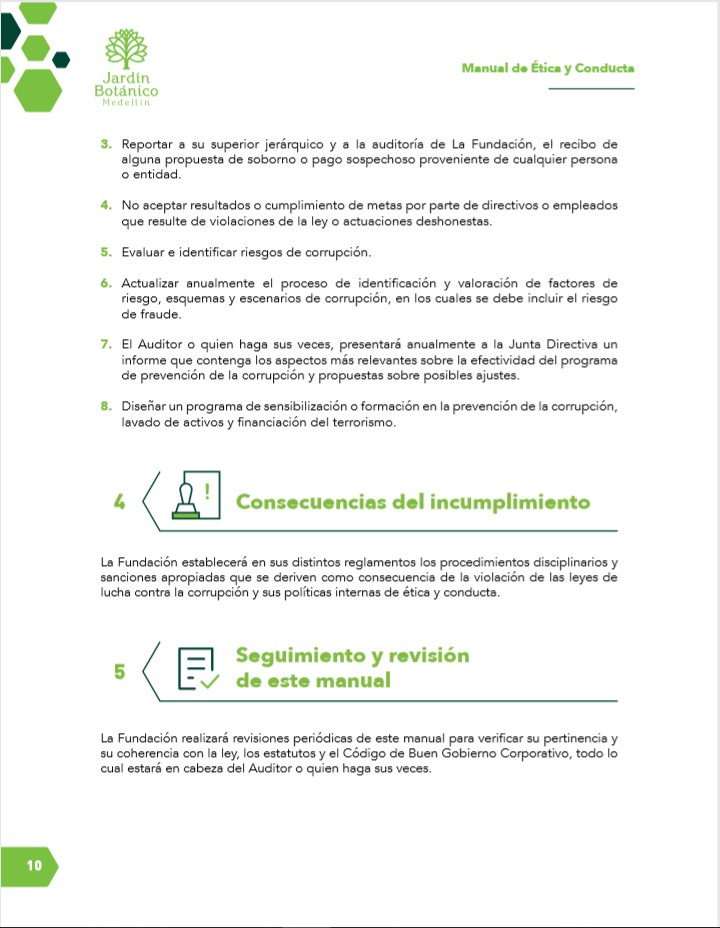 Jardín
Botánico
Medellín
Manual de Ética y Conducta
3. Reportar a su superior jerárquico y a la auditoría de La Fundación, el recibo de
alguna propuesta de soborno o pago sospechoso proveniente de cualquier persona
o entidad.
4. No aceptar resultados o cumplimiento de metas por parte de directivos o empleados
que resulte de violaciones de la ley o actuaciones deshonestas.
5. Evaluar e identificar riesgos de corrupción.
6. Actualizar anualmente el proceso de identificación y valoración de factores de
riesgo, esquemas y escenarios de corrupción, en los cuales se debe incluir el riesgo
de fraude.
7. El Auditor o quien haga sus veces, presentará anualmente a la Junta Directiva un
informe que contenga los aspectos más relevantes sobre la efectividad del programa
de prevención de la corrupción y propuestas sobre posibles ajustes.
8. Diseñar un programa de sensibilización o formación en la prevención de la corrupción,
lavado de activos y financiación del terrorismo.
4 ! Consecuencias del incumplimiento
La Fundación establecerá en sus distintos reglamentos los procedimientos disciplinarios y
sanciones apropiadas que se deriven como consecuencia de la violación de las leyes de
lucha contra la corrupción y sus políticas internas de ética y conducta.
5 Seguimiento y revisión
de este manual
La Fundación realizará revisiones periódicas de este manual para verificar su pertinencia y
su coherencia con la ley, los estatutos y el Código de Buen Gobierno Corporativo, todo lo
cual estará en cabeza del Auditor o quien haga sus veces.
10